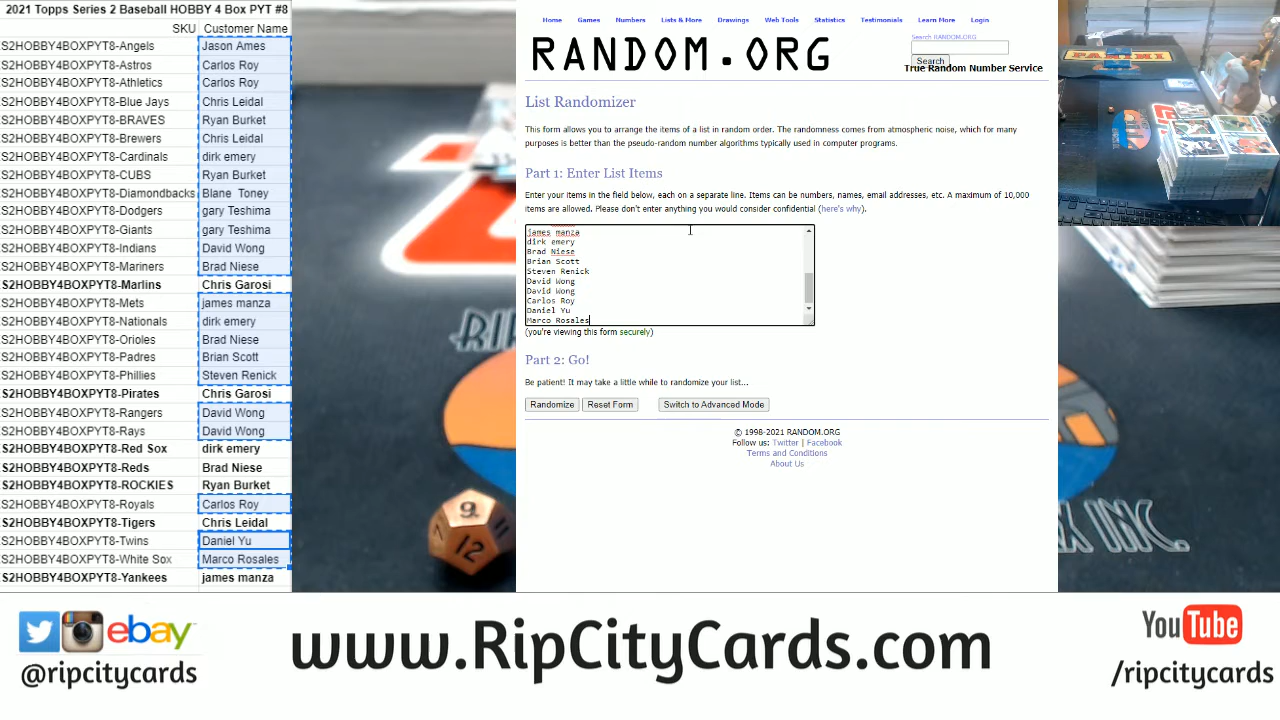 2021 Topps Series 2 Baseball HOBBY 4 Box PYT #8
SKU Customer Name
S2HOBBY4BOXPYT8-Angels Jason Ames
S2HOBBY4BOXPYT8-Astros Carlos Roy
S2HOBBY4BOXPYT8-Athletics Carlos Roy
S2HOBBY4BOXPYT8-Blue Jays Chris Leidal
S2HOBBY4BOXPYT8-BRAVES Ryan Burket
S2HOBBY4BOXPYT8-Brewers Chris Leidal
S2HOBBY4BOXPYT8-Cardinals dirk emery
S2HOBBY4BOXPYT8-CUBS Ryan Burket
S2HOBBY4BOXPYT8-Diamondbacks Blane Toney
S2HOBBY4BOXPYT8-Dodgers gary Teshima
S2HOBBY4BOXPYT8-Giants gary Teshima
S2HOBBY4BOXPYT8-Indians David Wong
S2HOBBY4BOXPYT8-Mariners Brad Niese
S2HOBBY4BOXPYT8-Marlins Chris Garosi
S2HOBBY4BOXPYT8-Mets james manza
S2HOBBY4BOXPYT8-Nationals dirk emery
S2HOBBY4BOXPYT8-Orioles Brad Niese
S2HOBBY4BOXPYT8-Padres Brian Scott
S2HOBBY4BOXPYT8-Phillies Steven Renick
S2HOBBY4BOXPYT8-Pirates Chris Garosi
S2HOBBY4BOXPYT8-Rangers David Wong
S2HOBBY4BOXPYT8-Rays David Wong
S2HOBBY4BOXPYT8-Red Sox dirk emery
S2HOBBY4BOXPYT8-Reds Brad Niese
S2HOBBY4BOXPYT8-ROCKIES Ryan Burket
S2HOBBY4BOXPYT8-Royals Carlos Roy
S2HOBBY4BOXPYT8-Tigers Chris Leidal
S2HOBBY4BOXPYT8-Twins Daniel Yu
S2HOBBY4BOXPYT8-White Sox Marco Rosales
S2HOBBY4BOXPYT8-Yankees james manza
Home Games Numbers Lists & More Drawings Web Tools Statistics Testimonials Learn More Login
RANDOM.ORG
Search RANDOM.ORG
Search
True Random Number Service
List Randomizer
This form allows you to arrange the items of a list in random order. The randomness comes from atmospheric noise, which for many
purposes is better than the pseudo-random number algorithms typically used in computer programs.
Part 1: Enter List Items
Enter your items in the field below, each on a separate line. Items can be numbers, names, email addresses, etc. A maximum of 10,000
items are allowed. Please don't enter anything you would consider confidential (here's why).
james manza
dirk emery
Brad Niese
Brian Scott
Steven Renick
David Wong
David Wong
Carlos Roy
Daniel Yu
Marco Rosales
(you're viewing this form securely)
Part 2: Go!
Be patient! It may take a little while to randomize your list...
Randomize Reset Form Switch to Advanced Mode
© 1998-2021 RANDOM.ORG
Follow us: Twitter | Facebook
Terms and Conditions
About Us
PANINI
INC.
9
7
11
12
ebay
@ripcitycards
www.RipCityCards.com
YouTube
/ripcitycards